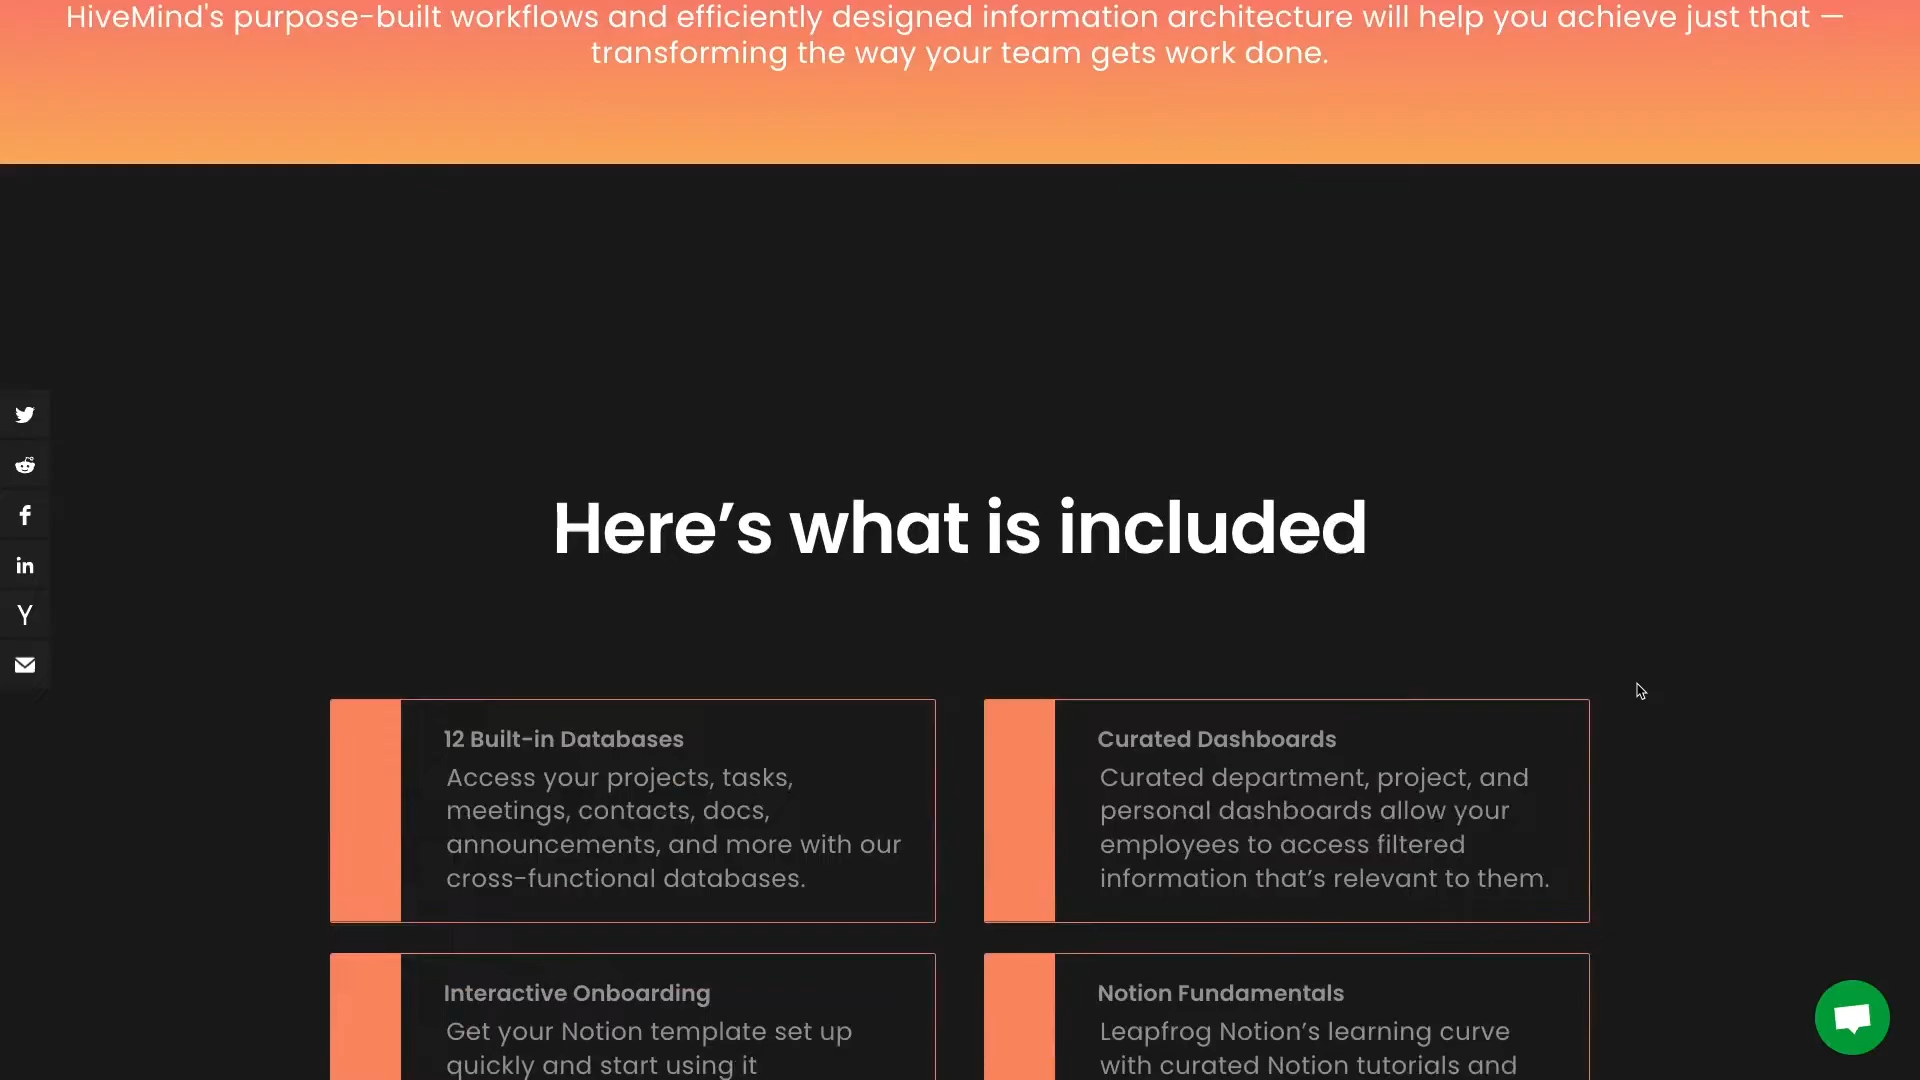 HiveMind's purpose-built workflows and efficiently designed information architecture will help you achieve just that —
transforming the way your team gets work done.
Here’s what is included
12 Built-in Databases
Access your projects, tasks,
meetings, contacts, docs,
announcements, and more with our
cross-functional databases.
Curated Dashboards
Curated department, project, and
personal dashboards allow your
employees to access filtered
information that’s relevant to them.
Interactive Onboarding
Get your Notion template set up
quickly and start using it
Notion Fundamentals
Leapfrog Notion’s learning curve
with curated Notion tutorials and